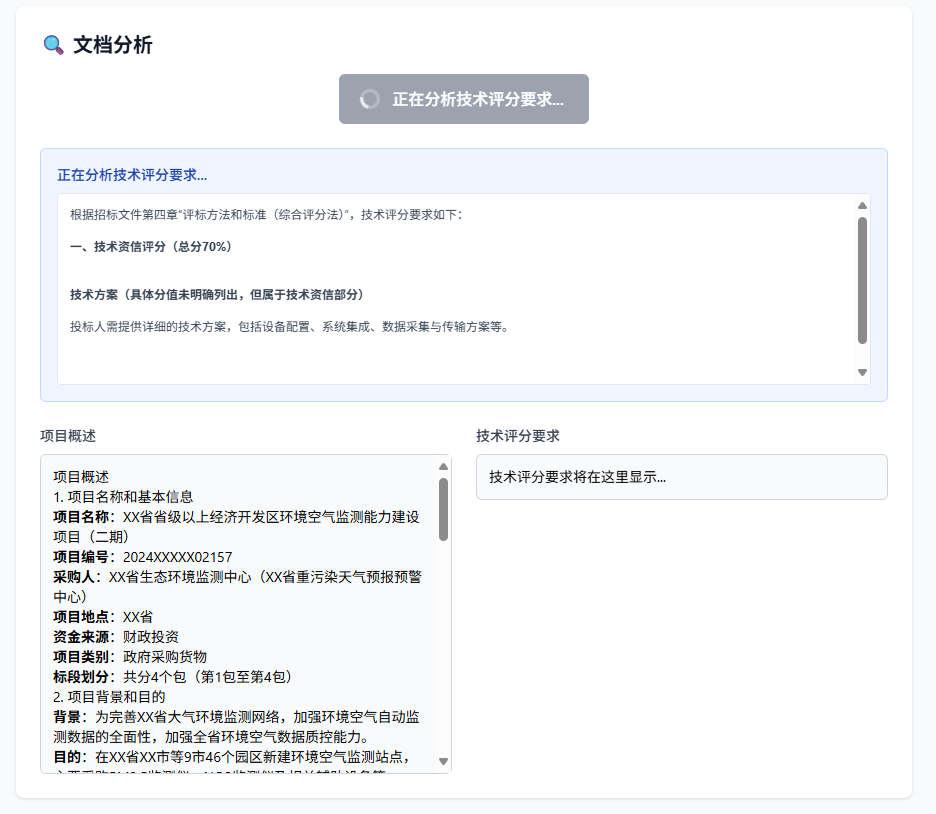 文档分析
正在分析技术评分要求...
正在分析技术评分要求...
根据招标文件第四章“评标方法和标准（综合评分法）”，技术评分要求如下：
一、技术资信评分（总分70%）
技术方案（具体分值未明确列出，但属于技术资信部分）
投标人需提供详细的技术方案，包括设备配置、系统集成、数据采集与传输方案等。
项目概述
项目概述
1. 项目名称和基本信息
项目名称：XX省省级以上经济开发区环境空气监测能力建设
项目（二期）
项目编号：2024XXXXX02157
采购人：XX省生态环境监测中心（XX省重污染天气预报预警
中心）
项目地点：XX省
资金来源：财政投资
项目类别：政府采购货物
标段划分：共分4个包（第1包至第4包）
2. 项目背景和目的
背景：为完善XX省大气环境监测网络，加强环境空气自动监
测数据的全面性，加强全省环境空气数据质控能力。
目的：在XX省XX市等9市46个园区新建环境空气监测站点，
技术评分要求
技术评分要求将在这里显示...